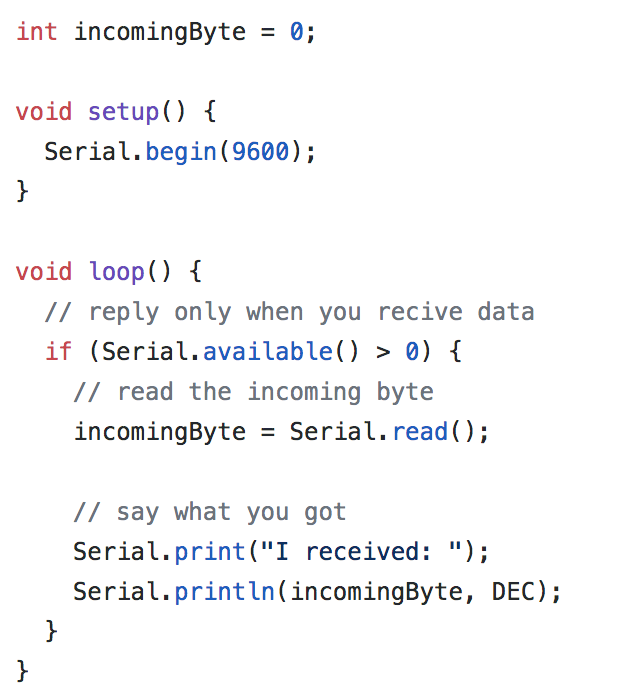 int incomingByte = 0;
void setup() {
  Serial.begin(9600);
}
void loop() {
  // reply only when you recive data
  if (Serial.available() > 0) {
    // read the incoming byte
    incomingByte = Serial.read();
    // say what you got
    Serial.print("I received: ");
    Serial.println(incomingByte, DEC);
  }
}